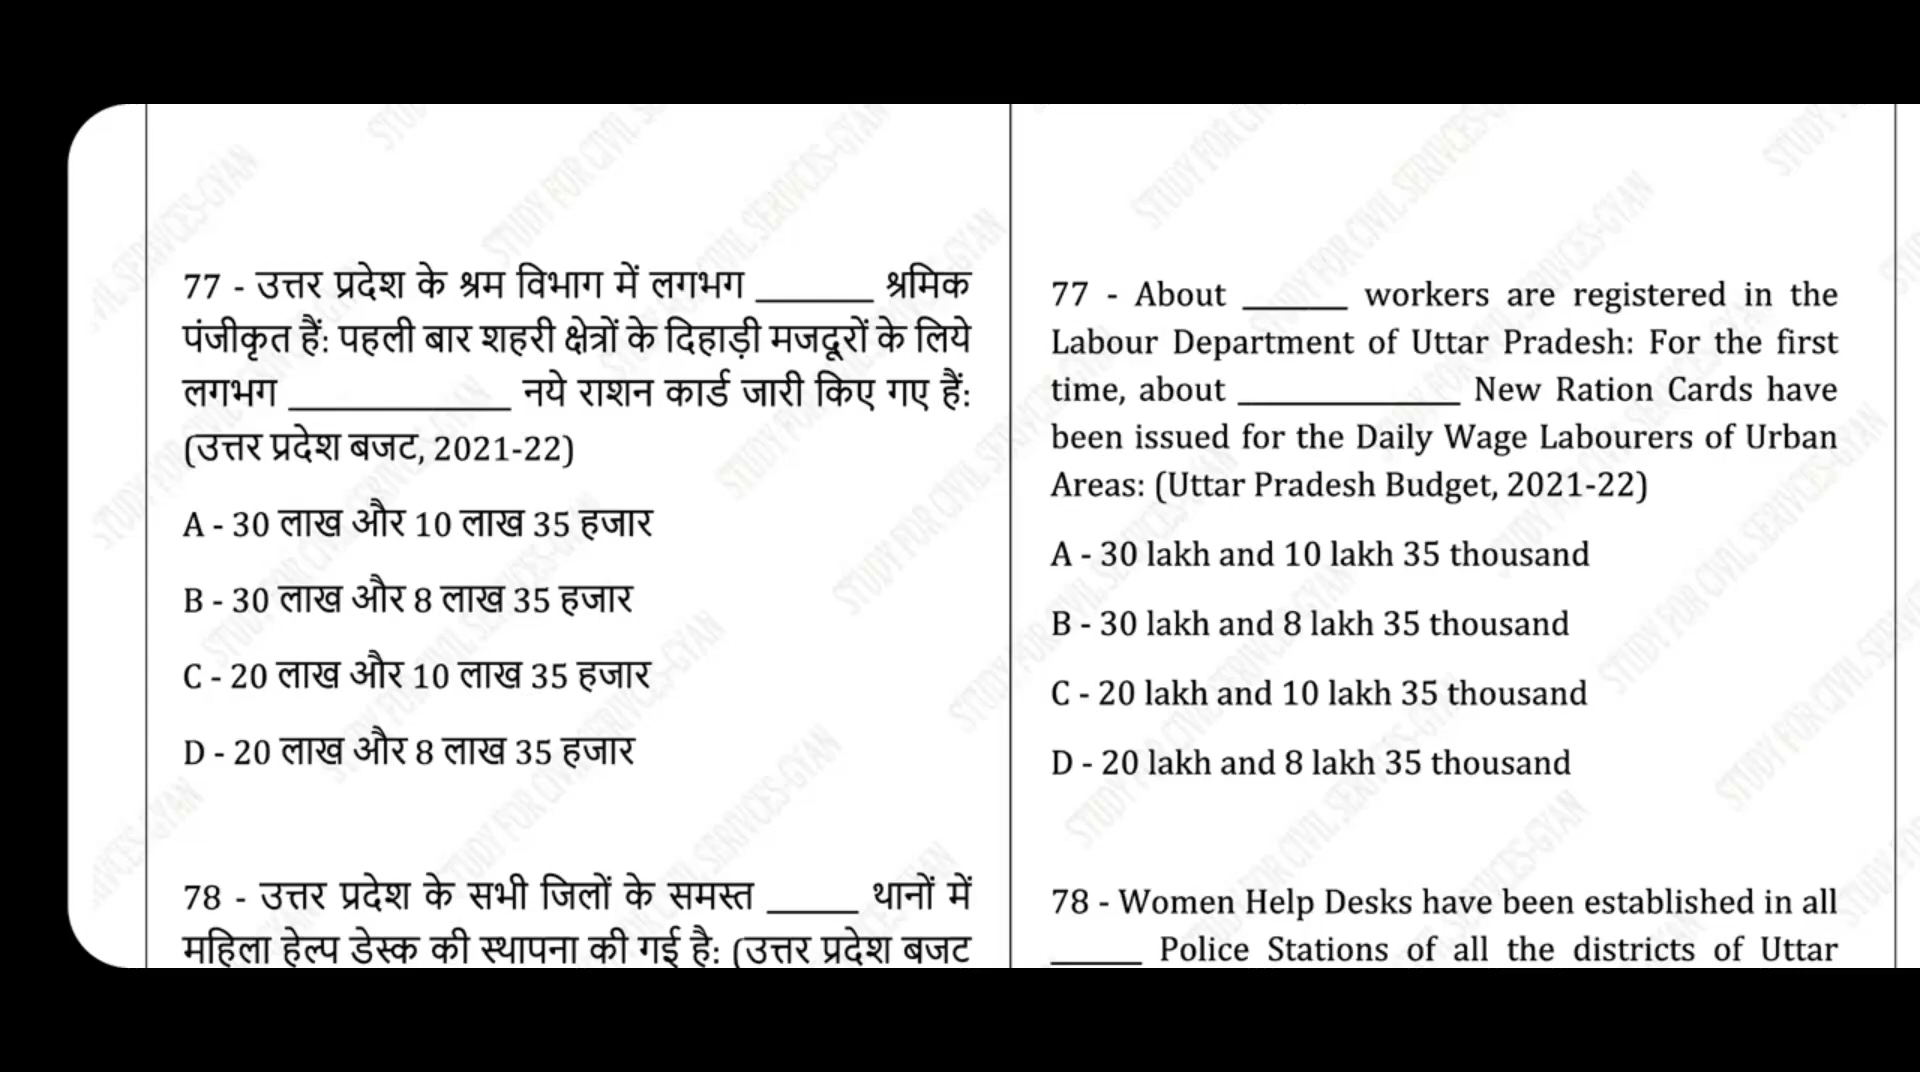 77 - उत्तर प्रदेश के श्रम विभाग में लगभग _______ श्रमिक
पंजीकृत हैं: पहली बार शहरी क्षेत्रों के दिहाड़ी मजदूरों के लिये
लगभग _____________ नये राशन कार्ड जारी किए गए हैं:
(उत्तर प्रदेश बजट, 2021-22)
A - 30 लाख और 10 लाख 35 हजार
B - 30 लाख और 8 लाख 35 हजार
C - 20 लाख और 10 लाख 35 हजार
D - 20 लाख और 8 लाख 35 हजार
78 - उत्तर प्रदेश के सभी जिलों के समस्त _____ थानों में
महिला हेल्प डेस्क की स्थापना की गई है: (उत्तर प्रदेश बजट
77 - About ______ workers are registered in the
Labour Department of Uttar Pradesh: For the first
time, about _____________ New Ration Cards have
been issued for the Daily Wage Labourers of Urban
Areas: (Uttar Pradesh Budget, 2021-22)
A - 30 lakh and 10 lakh 35 thousand
B - 30 lakh and 8 lakh 35 thousand
C - 20 lakh and 10 lakh 35 thousand
D - 20 lakh and 8 lakh 35 thousand
78 - Women Help Desks have been established in all
_____ Police Stations of all the districts of Uttar
STUDY FOR CIVIL SERIVCES-GYAN